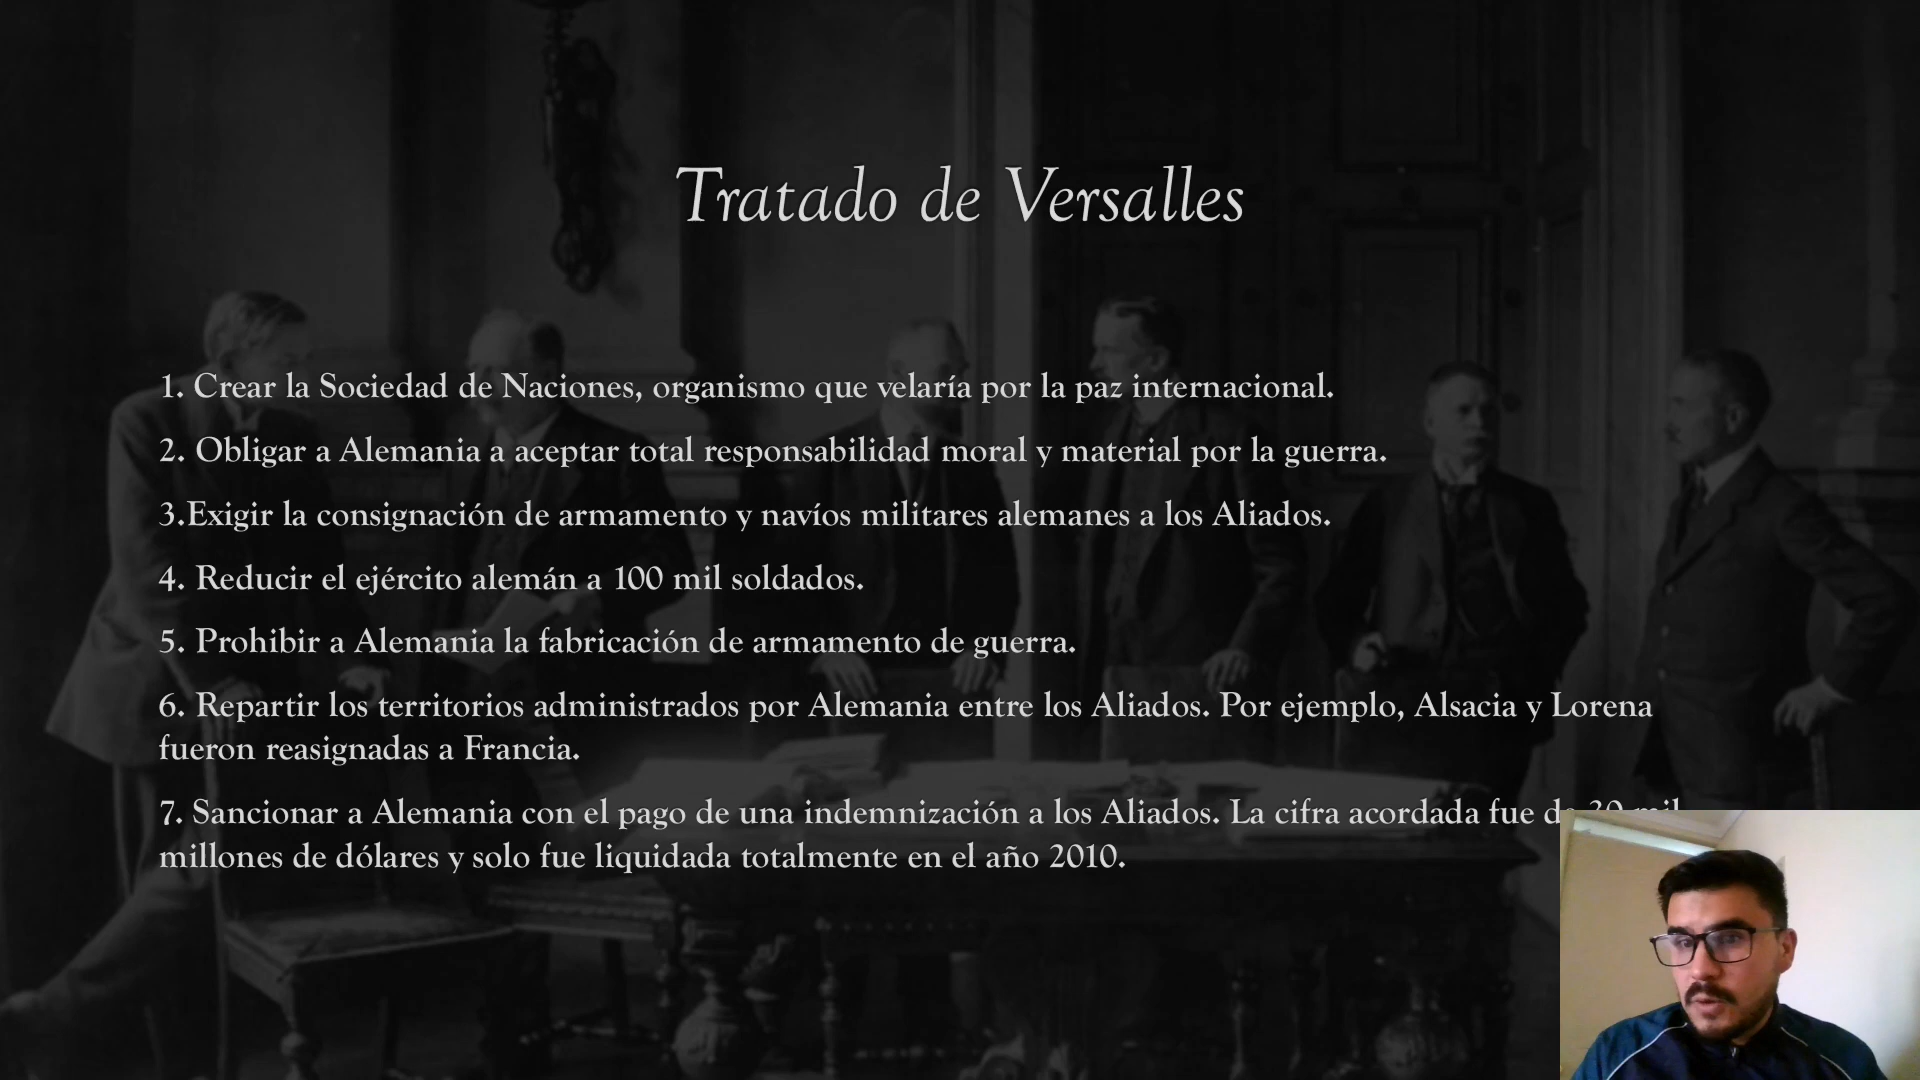 Tratado de Versalles
1. Crear la Sociedad de Naciones, organismo que velaría por la paz internacional.
2. Obligar a Alemania a aceptar total responsabilidad moral y material por la guerra.
3.Exigir la consignación de armamento y navíos militares alemanes a los Aliados.
4. Reducir el ejército alemán a 100 mil soldados.
5. Prohibir a Alemania la fabricación de armamento de guerra.
6. Repartir los territorios administrados por Alemania entre los Aliados. Por ejemplo, Alsacia y Lorena
fueron reasignadas a Francia.
7. Sancionar a Alemania con el pago de una indemnización a los Aliados. La cifra acordada fue de mil
millones de dólares y solo fue liquidada totalmente en el año 2010.